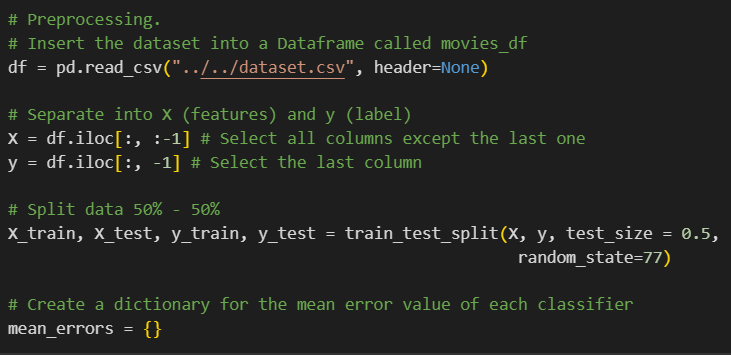 # Preprocessing.
# Insert the dataset into a Dataframe called movies_df
df = pd.read_csv("../../dataset.csv", header=None)
# Separate into X (features) and y (label)
X = df.iloc[:, :-1] # Select all columns except the last one
y = df.iloc[:, -1] # Select the last column
# Split data 50% - 50%
X_train, X_test, y_train, y_test = train_test_split(X, y, test_size = 0.5,
random_state=77)
# Create a dictionary for the mean error value of each classifier
mean_errors = {}